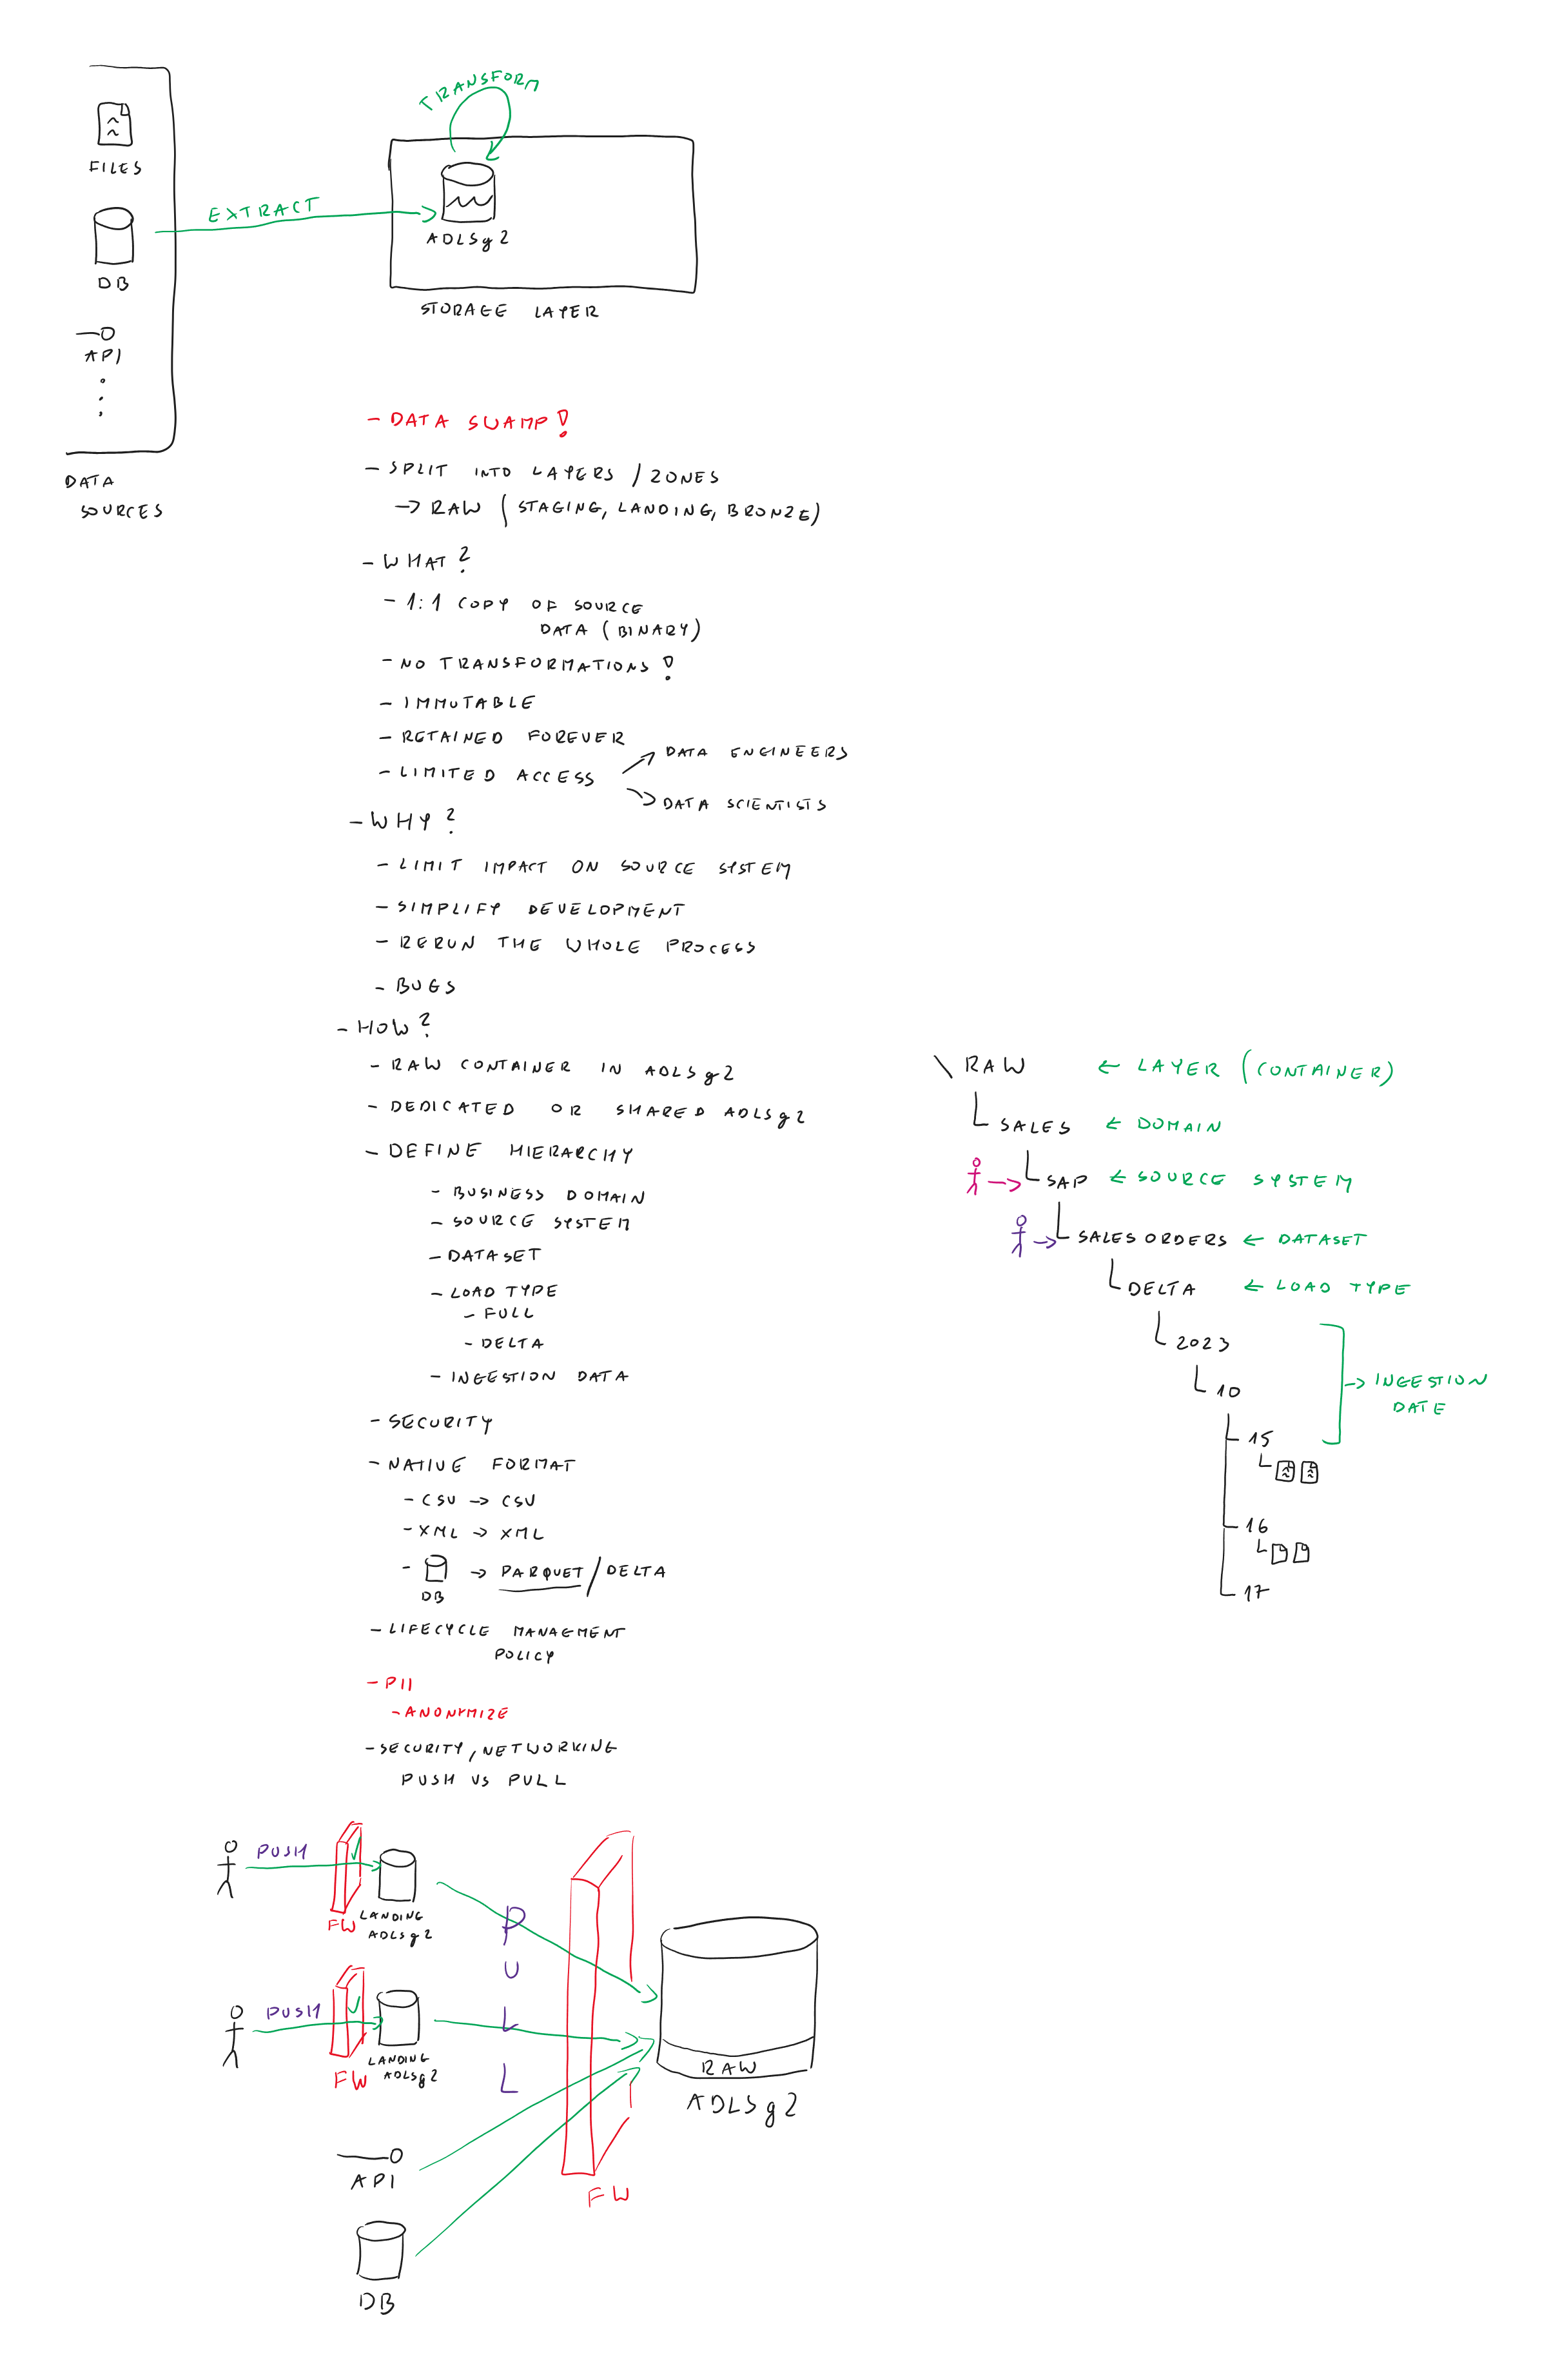 TRANSFORM
FILES
EXTRACT
ADLSg2
DB
STORAGE LAYER
API
DATA
SOURCES
- DATA SWAMP!
- SPLIT INTO LAYERS / ZONES
→ RAW (STAGING, LANDING, BRONZE)
- WHAT?
- 1:1 COPY OF SOURCE
DATA (BINARY)
- NO TRANSFORMATIONS!
- IMMUTABLE
- RETAINED FOREVER
- LIMITED ACCESS
→ DATA ENGINEERS
→ DATA SCIENTISTS
- WHY?
- LIMIT IMPACT ON SOURCE SYSTEM
- SIMPLIFY DEVELOPMENT
- RERUN THE WHOLE PROCESS
- BUGS
- HOW?
- RAW CONTAINER IN ADLSg2
- DEDICATED OR SHARED ADLSg2
- DEFINE HIERARCHY
- BUSINESS DOMAIN
- SOURCE SYSTEM
- DATASET
- LOAD TYPE
- FULL
- DELTA
- INGESTION DATA
- SECURITY
- NATIVE FORMAT
- CSV → CSV
- XML → XML
- DB → PARQUET / DELTA
- LIFECYCLE MANAGMENT
POLICY
- PII
- ANONYMIZE
- SECURITY, NETWORKING
PUSH VS PULL
\ RAW ← LAYER (CONTAINER)
SALES ← DOMAIN
SAP ← SOURCE SYSTEM
SALES ORDERS ← DATASET
DELTA ← LOAD TYPE
2023
10
→ INGESTION
DATE
15
16
17
PUSH
FW
LANDING
ADLSg2
PUSH
FW
LANDING
ADLSg2
PULL
API
DB
FW
RAW
ADLSg2